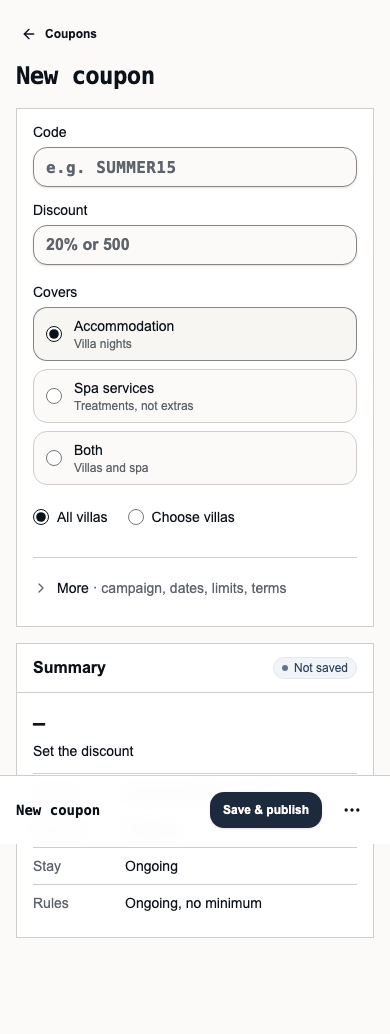 Coupons
New coupon
Code
e.g. SUMMER15
Discount
20% or 500
Covers
Accommodation
Villa nights
Spa services
Treatments, not extras
Both
Villas and spa
All villas
Choose villas
More · campaign, dates, limits, terms
Summary
Not saved
–
Set the discount
New coupon
Save & publish
Stay
Ongoing
Rules
Ongoing, no minimum